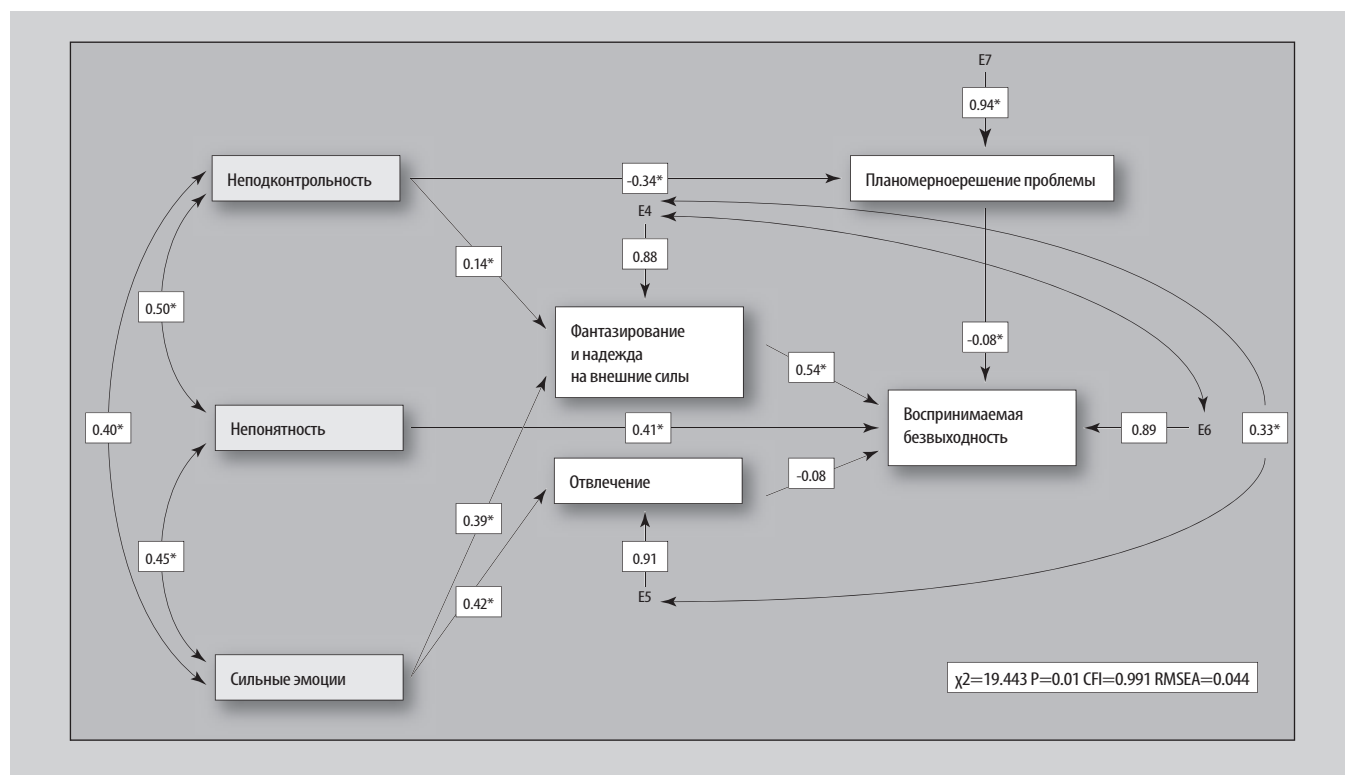 E7
0.94*
Неподконтрольность
-0.34*
Планомерноерешение проблемы
E4
0.14*
0.88
0.50*
Фантазирование
и надежда
на внешние силы
-0.08*
0.54*
Воспринимаемая
безвыходность
0.40*
Непонятность
0.41*
0.89
E6
0.33*
Отвлечение
-0.08
0.39*
0.45*
0.91
E5
0.42*
Сильные эмоции
χ2=19.443 P=0.01 CFI=0.991 RMSEA=0.044